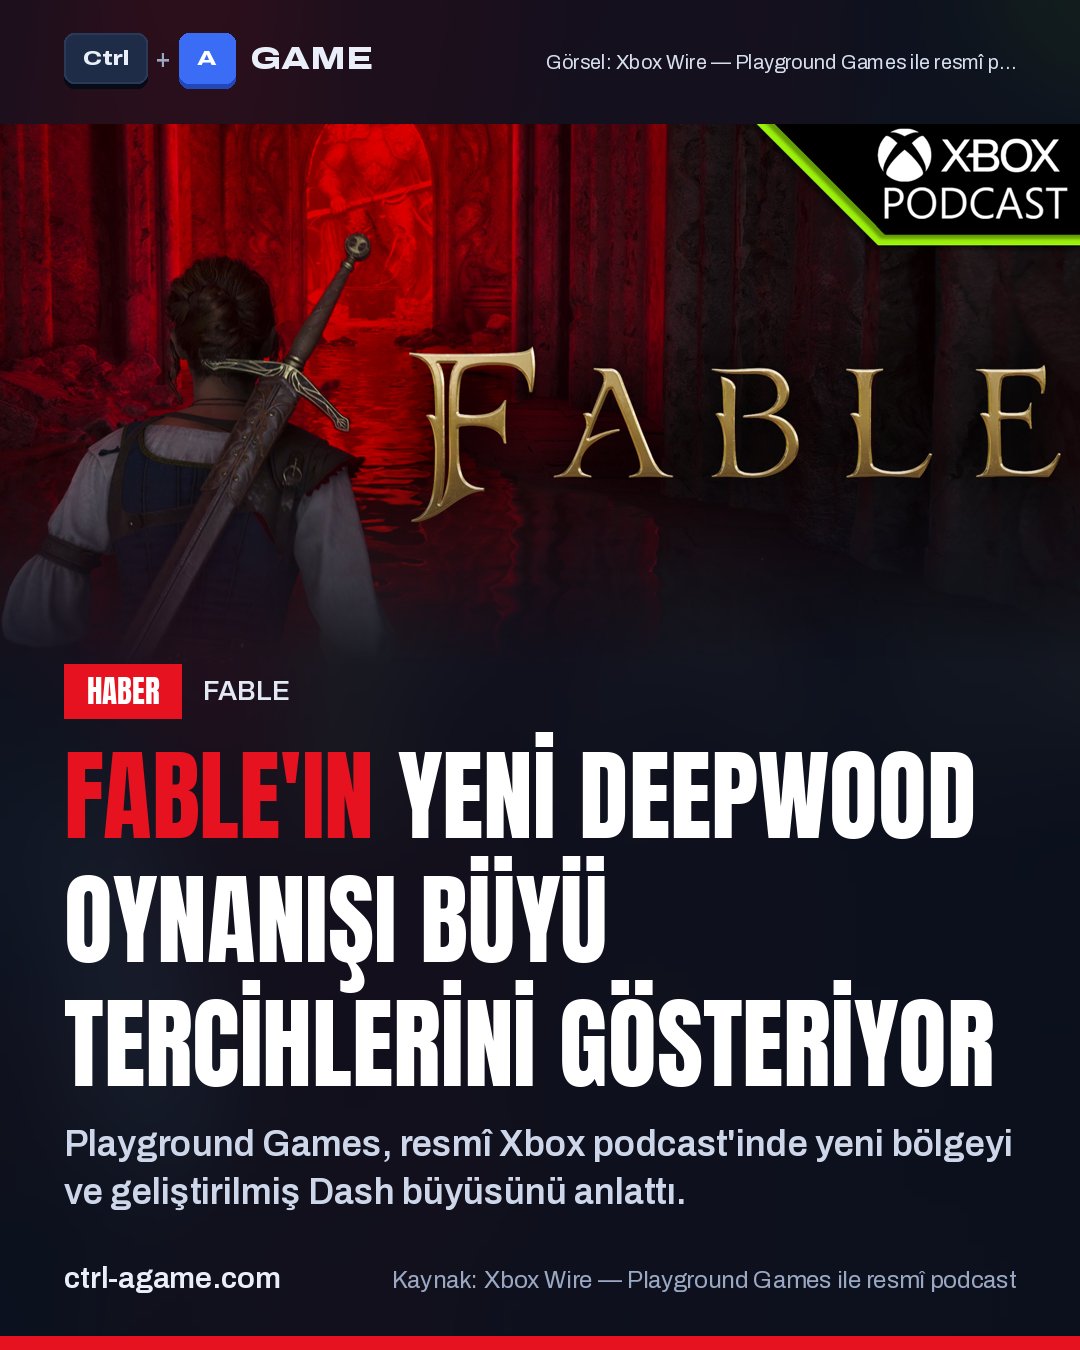 Ctrl + A GAME
Görsel: Xbox Wire — Playground Games ile resmî p...
XBOX
PODCAST
FABLE
HABER FABLE
FABLE'IN YENİ DEEPWOOD
OYNANIŞI BÜYÜ
TERCİHLERİNİ GÖSTERİYOR
Playground Games, resmî Xbox podcast'inde yeni bölgeyi
ve geliştirilmiş Dash büyüsünü anlattı.
ctrl-agame.com
Kaynak: Xbox Wire — Playground Games ile resmî podcast